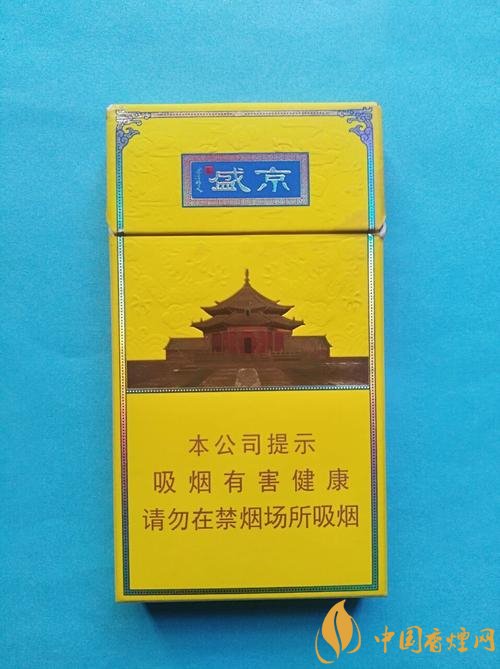 盛京
本公司提示
吸烟有害健康
请勿在禁烟场所吸烟
中国香烟网